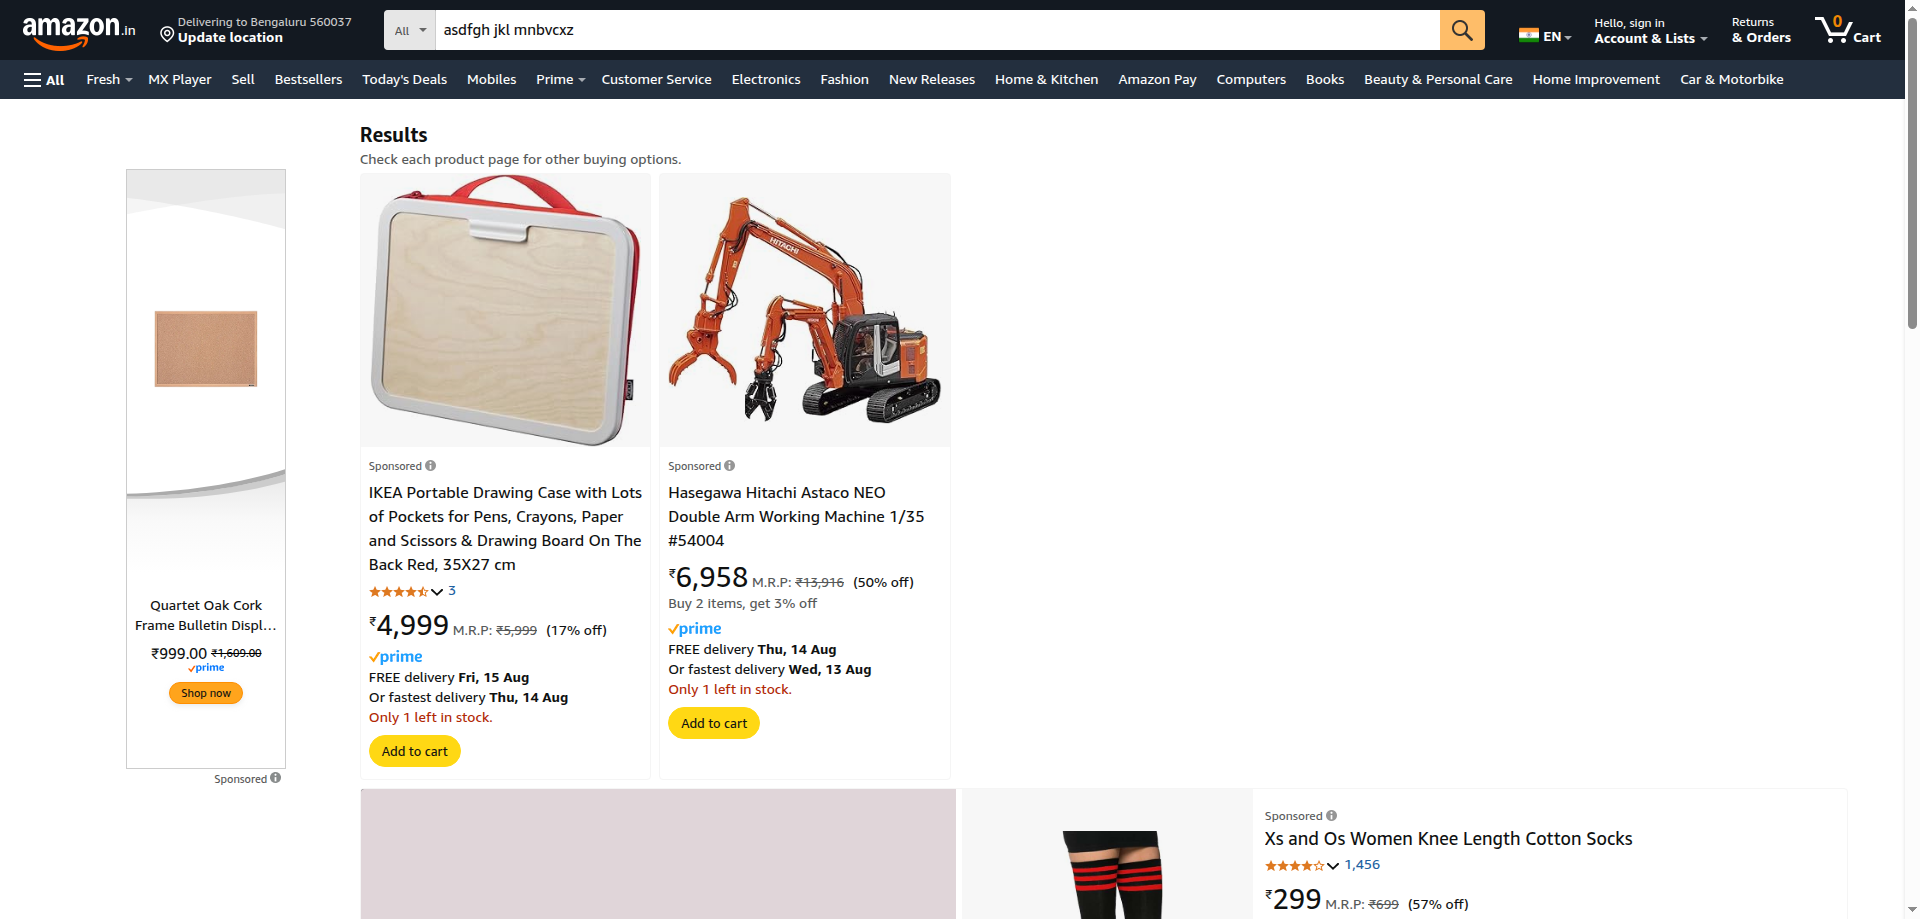 amazon.in
Delivering to Bengaluru 560037
Update location
All
asdfgh jkl mnbvcxz
EN
Hello, sign in
Account & Lists
Returns
& Orders
0
Cart
All
Fresh
MX Player
Sell
Bestsellers
Today's Deals
Mobiles
Prime
Customer Service
Electronics
Fashion
New Releases
Home & Kitchen
Amazon Pay
Computers
Books
Beauty & Personal Care
Home Improvement
Car & Motorbike
Results
Check each product page for other buying options.
Quartet Oak Cork
Frame Bulletin Displ...
₹999.00 ₹1,609.00
prime
Shop now
Sponsored
Sponsored
IKEA Portable Drawing Case with Lots
of Pockets for Pens, Crayons, Paper
and Scissors & Drawing Board On The
Back Red, 35X27 cm
3
₹4,999 M.R.P: ₹5,999 (17% off)
prime
FREE delivery Fri, 15 Aug
Or fastest delivery Thu, 14 Aug
Only 1 left in stock.
Add to cart
HITACHI
Sponsored
Hasegawa Hitachi Astaco NEO
Double Arm Working Machine 1/35
#54004
₹6,958 M.R.P: ₹13,916 (50% off)
Buy 2 items, get 3% off
prime
FREE delivery Thu, 14 Aug
Or fastest delivery Wed, 13 Aug
Only 1 left in stock.
Add to cart
Sponsored
Xs and Os Women Knee Length Cotton Socks
1,456
₹299 M.R.P: ₹699 (57% off)